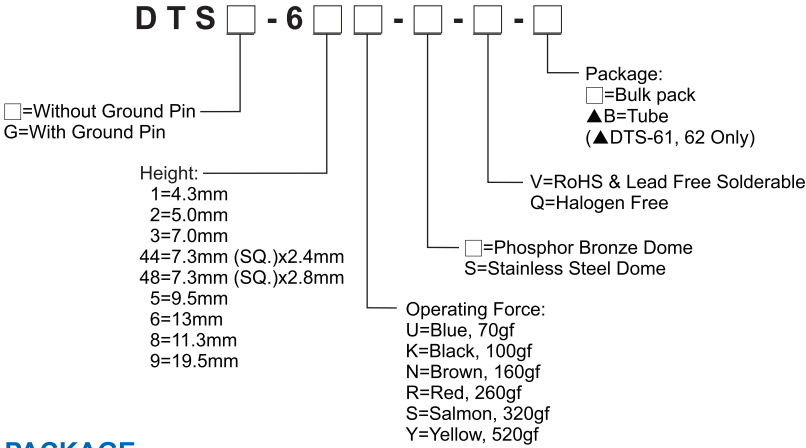 DTS□-6□□-□-□-□
□=Without Ground Pin
G=With Ground Pin
Height:
1=4.3mm
2=5.0mm
3=7.0mm
44=7.3mm (SQ.)x2.4mm
48=7.3mm (SQ.)x2.8mm
5=9.5mm
6=13mm
8=11.3mm
9=19.5mm
Operating Force:
U=Blue, 70gf
K=Black, 100gf
N=Brown, 160gf
R=Red, 260gf
S=Salmon, 320gf
Y=Yellow, 520gf
□=Phosphor Bronze Dome
S=Stainless Steel Dome
V=RoHS & Lead Free Solderable
Q=Halogen Free
Package:
□=Bulk pack
▲B=Tube
(▲DTS-61, 62 Only)
PACKAGE